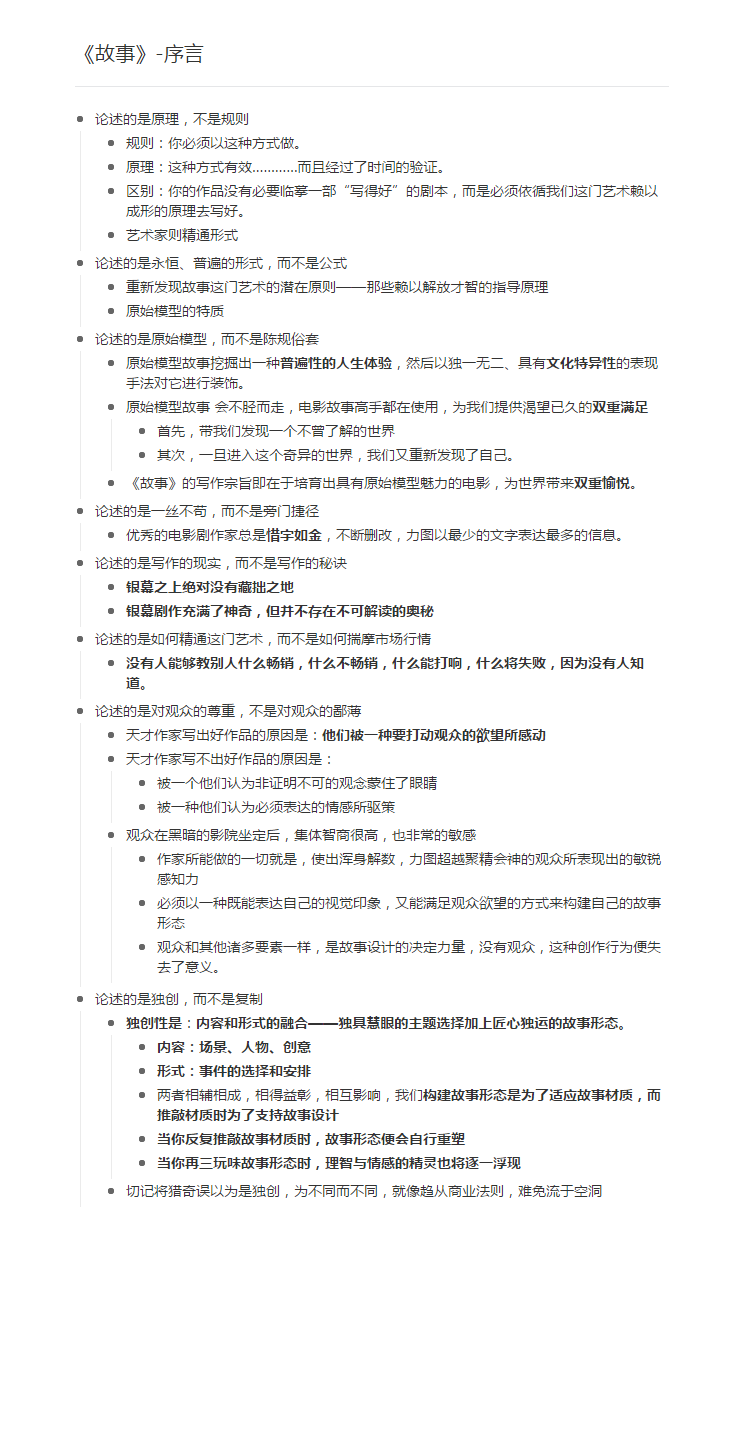 《故事》-序言
论述的是原理，不是规则
规则：你必须以这种方式做。
原理：这种方式有效…………而且经过了时间的验证。
区别：你的作品没有必要临摹一部“写得好”的剧本，而是必须依循我们这门艺术赖以
成形的原理去写好。
艺术家则精通形式
论述的是永恒、普遍的形式，而不是公式
重新发现故事这门艺术的潜在原则——那些赖以解放才智的指导原理
原始模型的特质
论述的是原始模型，而不是陈规俗套
原始模型故事挖掘出一种普遍性的人生体验，然后以独一无二、具有文化特异性的表现
手法对它进行装饰。
原始模型故事 会不胫而走，电影故事高手都在使用，为我们提供渴望已久的双重满足
首先，带我们发现一个不曾了解的世界
其次，一旦进入这个奇异的世界，我们又重新发现了自己。
《故事》的写作宗旨即在于培育出具有原始模型魅力的电影，为世界带来双重愉悦。
论述的是一丝不苟，而不是旁门捷径
优秀的电影剧作家总是惜字如金，不断删改，力图以最少的文字表达最多的信息。
论述的是写作的现实，而不是写作的秘诀
银幕之上绝对没有藏拙之地
银幕剧作充满了神奇，但并不存在不可解读的奥秘
论述的是如何精通这门艺术，而不是如何揣摩市场行情
没有人能够教别人什么畅销，什么不畅销，什么能打响，什么将失败，因为没有人知
道。
论述的是对观众的尊重，不是对观众的鄙薄
天才作家写出好作品的原因是：他们被一种要打动观众的欲望所感动
天才作家写不出好作品的原因是：
被一个他们认为非证明不可的观念蒙住了眼睛
被一种他们认为必须表达的情感所驱策
观众在黑暗的影院坐定后，集体智商很高，也非常的敏感
作家所能做的一切就是，使出浑身解数，力图超越聚精会神的观众所表现出的敏锐
感知力
必须以一种既能表达自己的视觉印象，又能满足观众欲望的方式来构建自己的故事
形态
观众和其他诸多要素一样，是故事设计的决定力量，没有观众，这种创作行为便失
去了意义。
论述的是独创，而不是复制
独创性是：内容和形式的融合——独具慧眼的主题选择加上匠心独运的故事形态。
内容：场景、人物、创意
形式：事件的选择和安排
两者相辅相成，相得益彰，相互影响，我们构建故事形态是为了适应故事材质，而
推敲材质时为了支持故事设计
当你反复推敲故事材质时，故事形态便会自行重塑
当你再三玩味故事形态时，理智与情感的精灵也将逐一浮现
切记将猎奇误以为是独创，为不同而不同，就像趋从商业法则，难免流于空洞